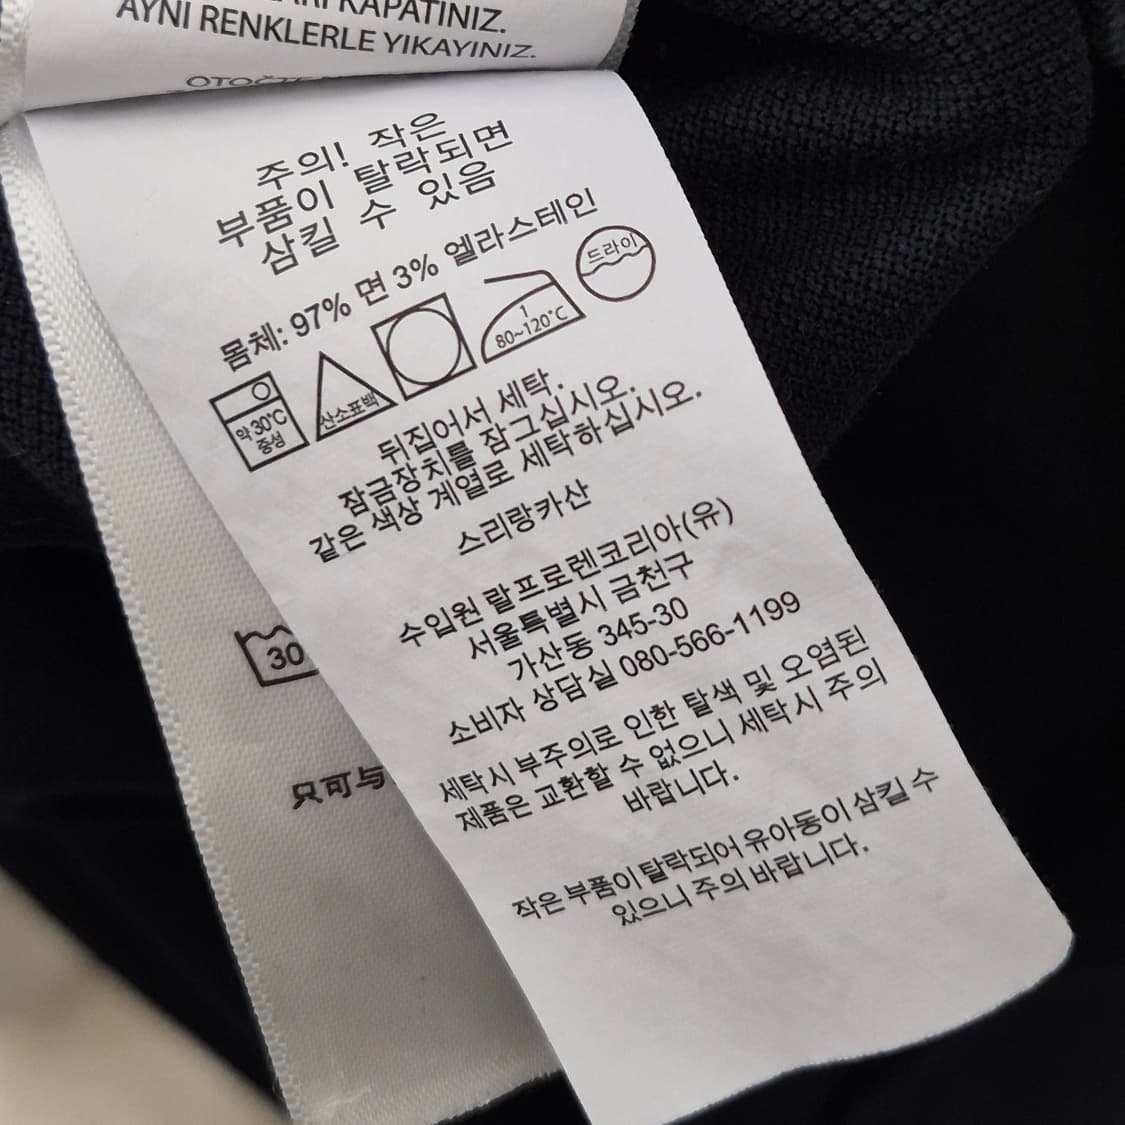 KAPATINIZ.
AYNI RENKLERLE YIKAYINIZ.
주의! 작은
부품이 탈락되면
삼킬 수 있음
몸체: 97% 면 3% 엘라스테인
약30℃
중성
산소표백
1
80~120℃
드라이
뒤집어서 세탁.
잠금장치를 잠그십시오.
같은 색상 계열로 세탁하십시오.
스리랑카산
수입원 랄프로렌코리아(유)
서울특별시 금천구
가산동 345-30
소비자 상담실 080-566-1199
세탁시 부주의로 인한 탈색 및 오염된
제품은 교환할 수 없으니 세탁시 주의
바랍니다.
작은 부품이 탈락되어 유아동이 삼킬 수
있으니 주의 바랍니다.
30
只可与